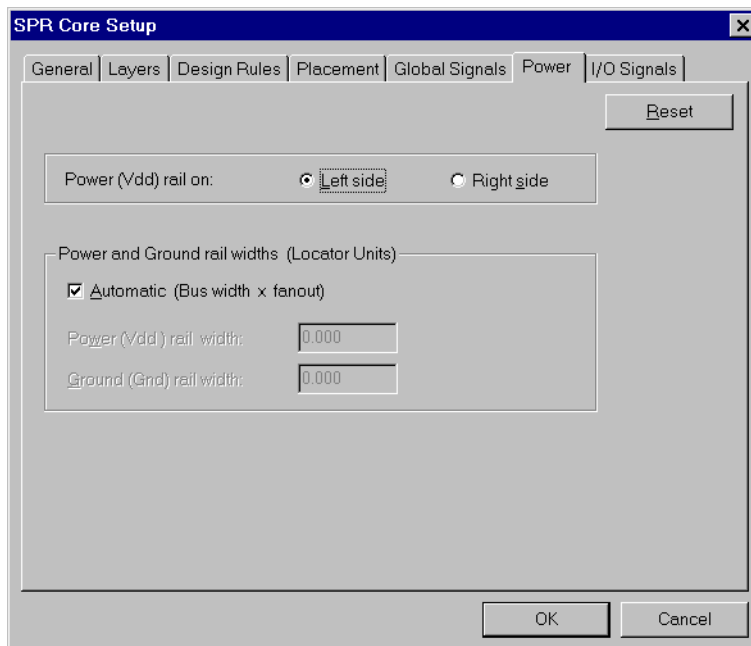 SPR Core Setup
General Layers Design Rules Placement Global Signals Power I/O Signals
Reset
Power (Vdd) rail on: Left side Right side
Power and Ground rail widths (Locator Units)
Automatic (Bus width x fanout)
Power (Vdd ) rail width: 0.000
Ground (Gnd) rail width: 0.000
OK Cancel